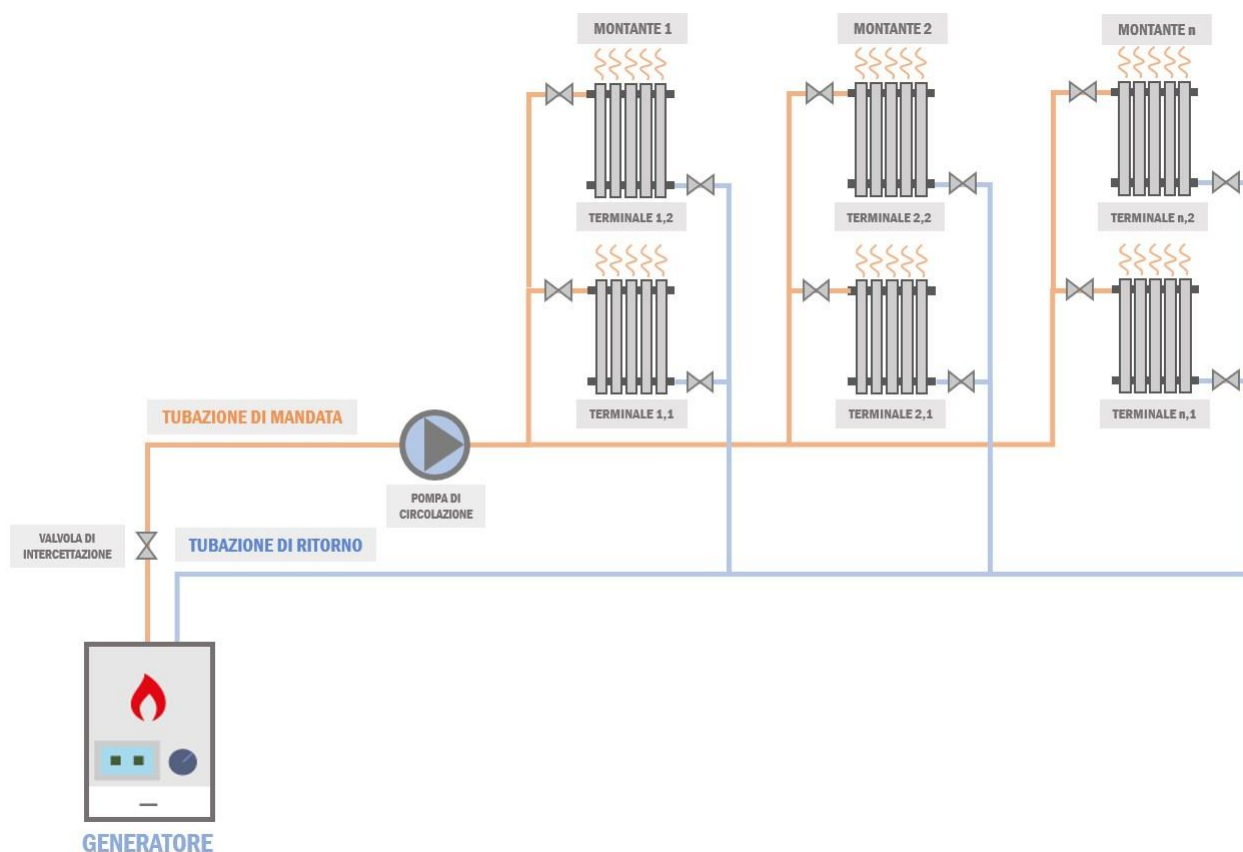 MONTANTE 1
MONTANTE 2
MONTANTE n
TERMINALE 1,2
TERMINALE 2,2
TERMINALE n,2
TERMINALE 1,1
TERMINALE 2,1
TERMINALE n,1
TUBAZIONE DI MANDATA
POMPA DI
CIRCOLAZIONE
VALVOLA DI
INTERCETTAZIONE
TUBAZIONE DI RITORNO
GENERATORE